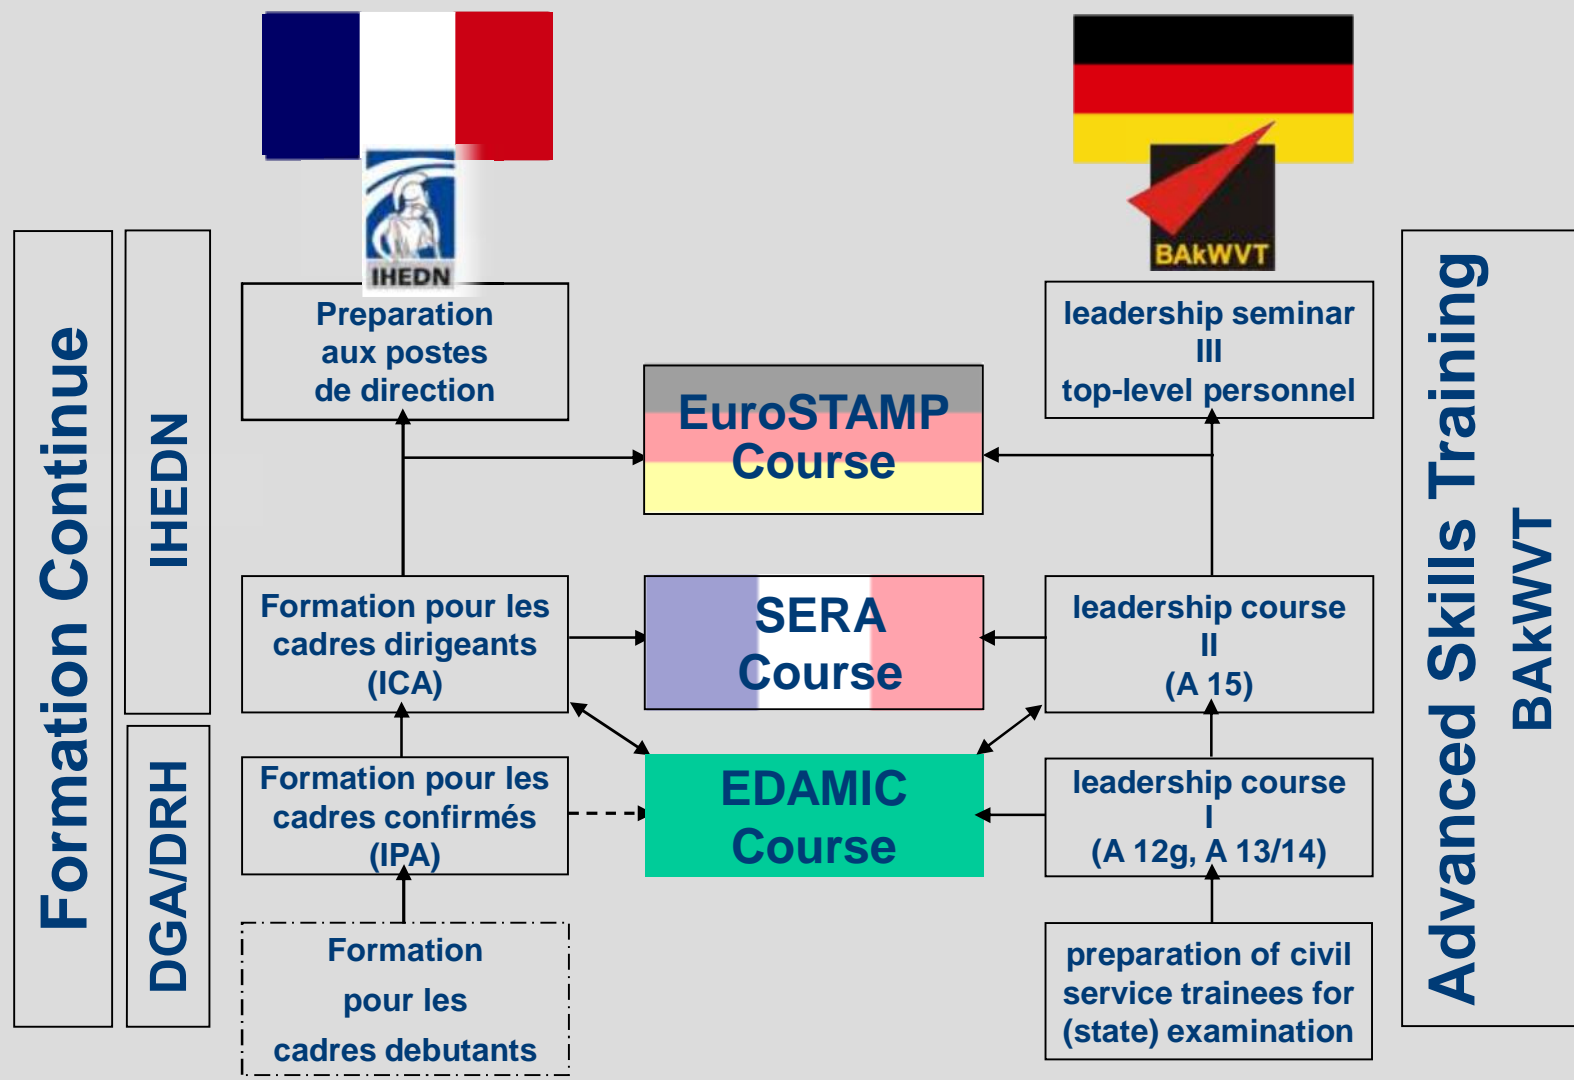 IHEDN
BAkWVT
Formation Continue
IHEDN
DGA/DRH
Preparation
aux postes
de direction
Formation pour les
cadres dirigeants
(ICA)
Formation pour les
cadres confirmés
(IPA)
Formation
pour les
cadres debutants
EuroSTAMP
Course
SERA
Course
EDAMIC
Course
leadership seminar
III
top-level personnel
leadership course
II
(A 15)
leadership course
I
(A 12g, A 13/14)
preparation of civil
service trainees for
(state) examination
Advanced Skills Training
BAkWVT